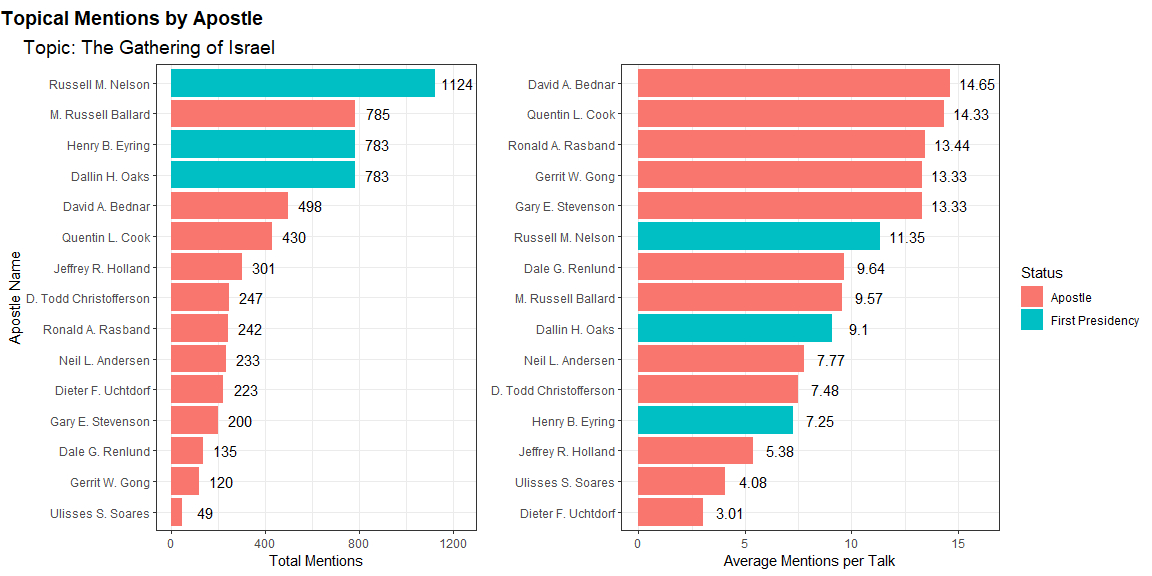 Topical Mentions by Apostle
Topic: The Gathering of Israel
Apostle Name
Russell M. Nelson 1124
M. Russell Ballard 785
Henry B. Eyring 783
Dallin H. Oaks 783
David A. Bednar 498
Quentin L. Cook 430
Jeffrey R. Holland 301
D. Todd Christofferson 247
Ronald A. Rasband 242
Neil L. Andersen 233
Dieter F. Uchtdorf 223
Gary E. Stevenson 200
Dale G. Renlund 135
Gerrit W. Gong 120
Ulisses S. Soares 49
0 400 800 1200
Total Mentions
David A. Bednar 14.65
Quentin L. Cook 14.33
Ronald A. Rasband 13.44
Gerrit W. Gong 13.33
Gary E. Stevenson 13.33
Russell M. Nelson 11.35
Dale G. Renlund 9.64
M. Russell Ballard 9.57
Dallin H. Oaks 9.1
Neil L. Andersen 7.77
D. Todd Christofferson 7.48
Henry B. Eyring 7.25
Jeffrey R. Holland 5.38
Ulisses S. Soares 4.08
Dieter F. Uchtdorf 3.01
0 5 10 15
Average Mentions per Talk
Status
Apostle
First Presidency